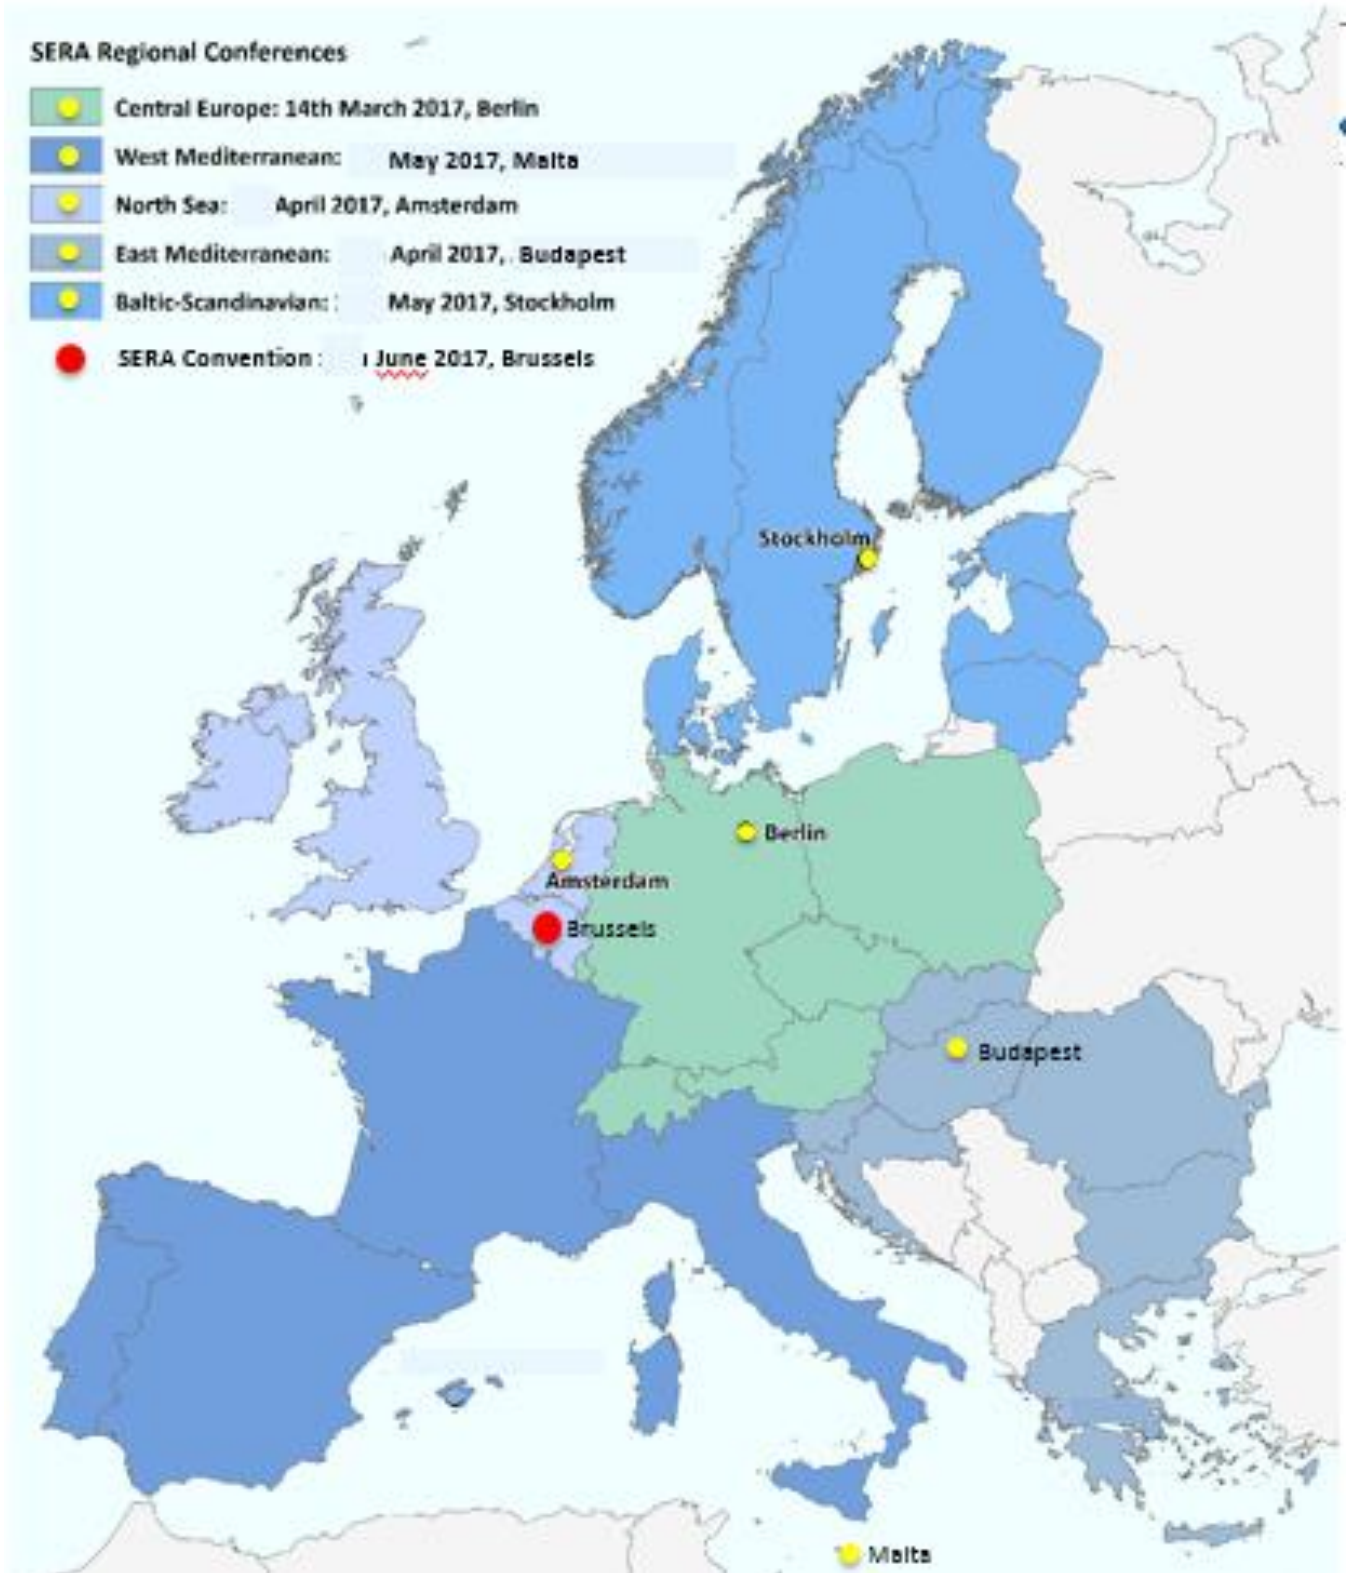 SERA Regional Conferences
Central Europe: 14th March 2017, Berlin
West Mediterranean: May 2017, Malta
North Sea: April 2017, Amsterdam
East Mediterranean: April 2017, Budapest
Baltic-Scandinavian: May 2017, Stockholm
SERA Convention : June 2017, Brussels
Stockholm
Berlin
Amsterdam
Brussels
Budapest
Malta